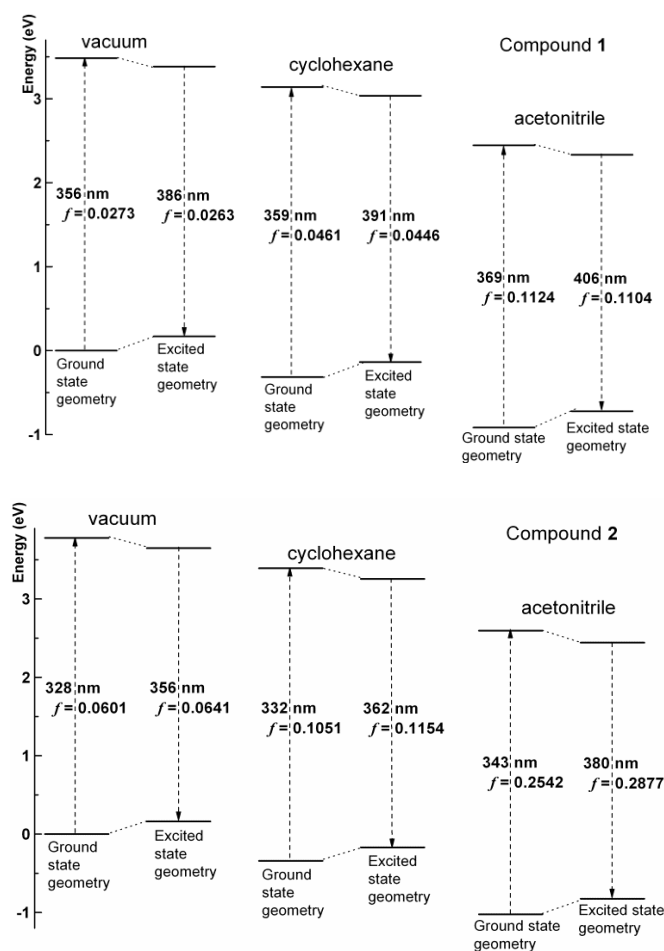 vacuum
Compound 1
cyclohexane
acetonitrile
Energy (eV)
3
2
1
0
-1
356 nm
f = 0.0273
386 nm
f = 0.0263
359 nm
f = 0.0461
391 nm
f = 0.0446
369 nm
f = 0.1124
406 nm
f = 0.1104
Ground
state
geometry
Excited
state
geometry
Ground
state
geometry
Excited
state
geometry
Ground state
geometry
Excited state
geometry
vacuum
Compound 2
cyclohexane
acetonitrile
Energy (eV)
3
2
1
0
-1
328 nm
f = 0.0601
356 nm
f = 0.0641
332 nm
f = 0.1051
362 nm
f = 0.1154
343 nm
f = 0.2542
380 nm
f = 0.2877
Ground
state
geometry
Excited
state
geometry
Ground
state
geometry
Excited
state
geometry
Ground state
geometry
Excited state
geometry